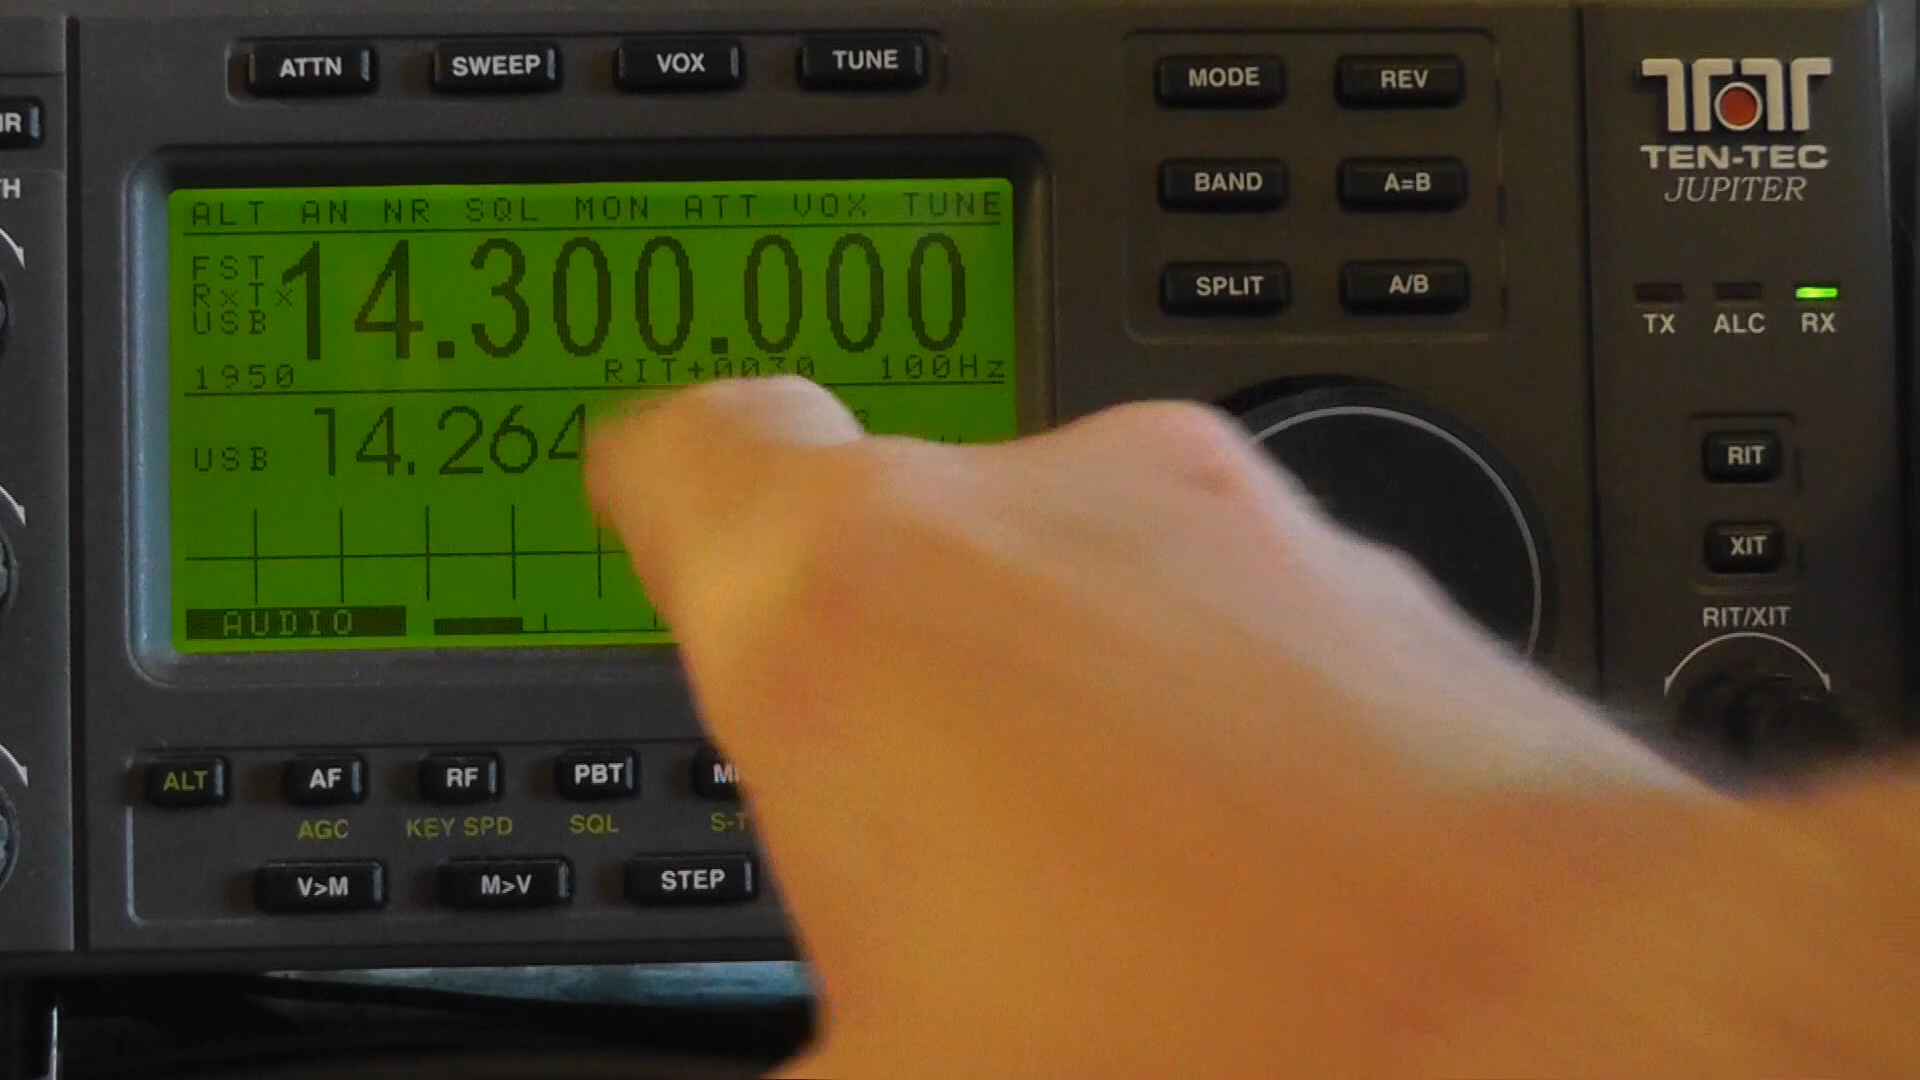 ATTN SWEEP VOX TUNE
MODE REV
BAND A=B
SPLIT A/B
TEN-TEC
JUPITER
TX ALC RX
RIT
XIT
RIT/XIT
ALT AN NR SQL MON ATT VOX TUNE
FST
RxTx
USB
14.300.000
1950 RIT+0030 100Hz
USB 14.264
AUDIO
ALT AF RF PBT
AGC KEY SPD SQL
V>M M>V STEP